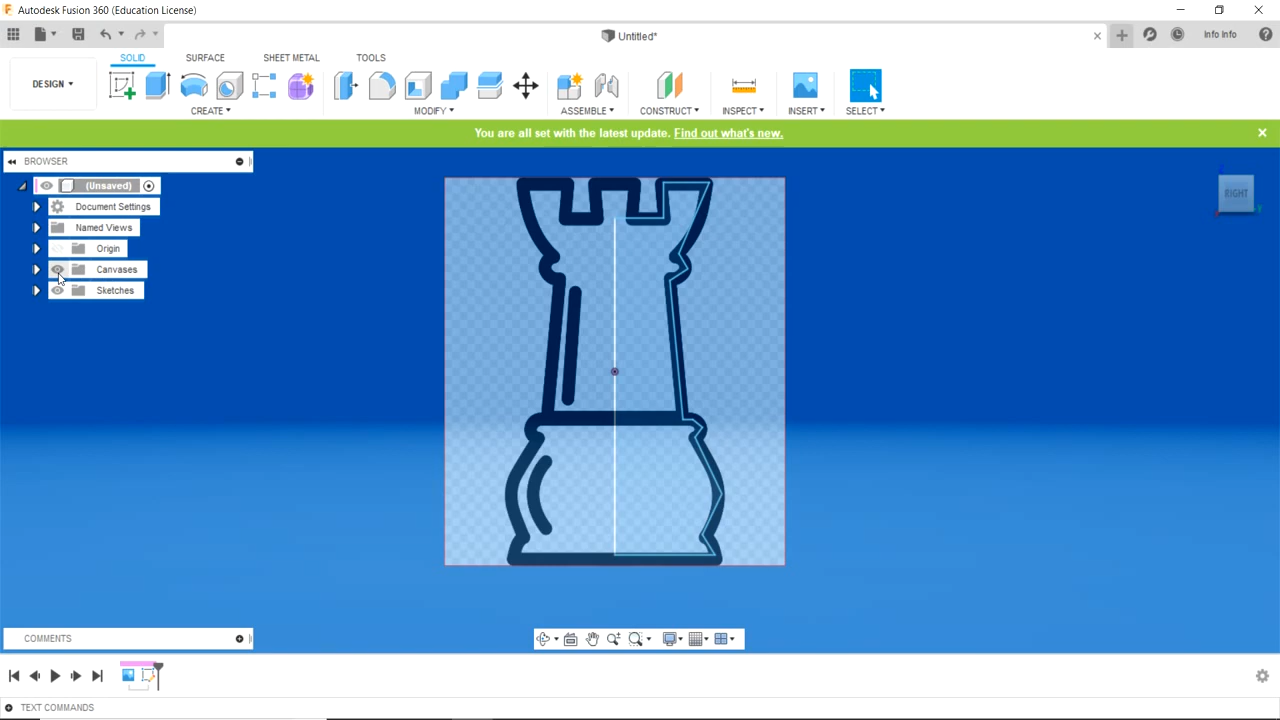 Autodesk Fusion 360 (Education License)
Untitled*
Info Info
SOLID SURFACE SHEET METAL TOOLS
DESIGN
CREATE MODIFY ASSEMBLE CONSTRUCT INSPECT INSERT SELECT
You are all set with the latest update. Find out what's new.
BROWSER
(Unsaved)
Document Settings
Named Views
Origin
Canvases
Sketches
RIGHT
COMMENTS
TEXT COMMANDS